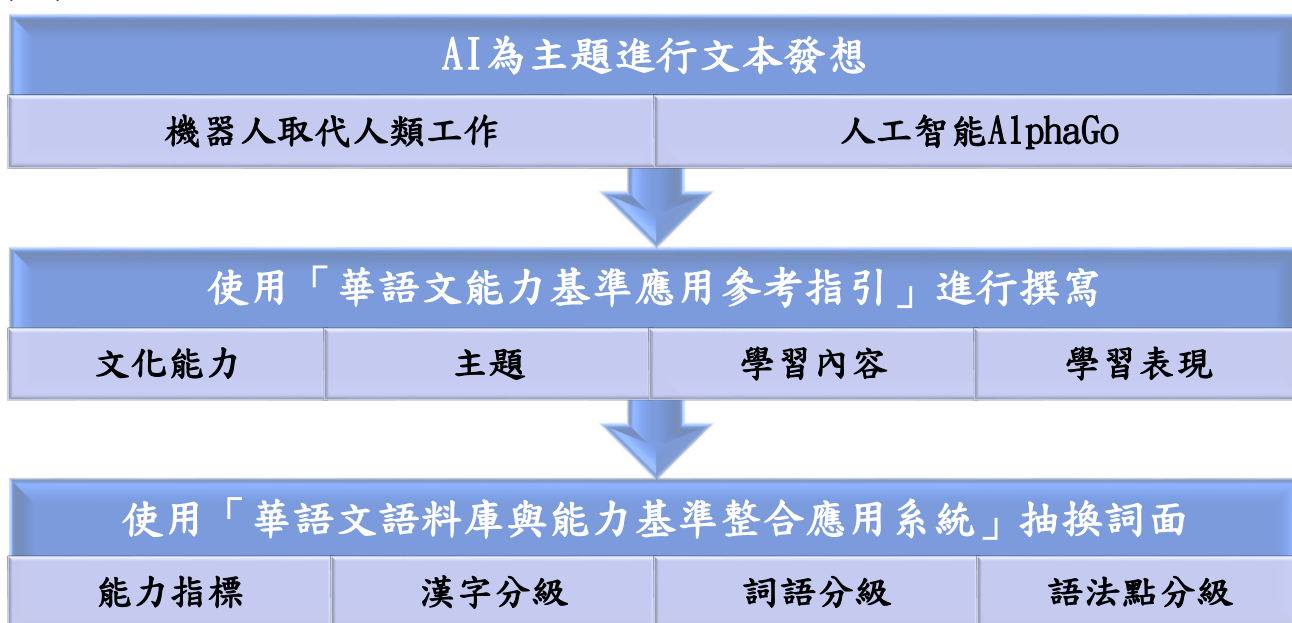 AI為主題進行文本發想
機器人取代人類工作 人工智能AlphaGo
使用「華語文能力基準應用參考指引」進行撰寫
文化能力 主題 學習內容 學習表現
使用「華語文語料庫與能力基準整合應用系統」抽換詞面
能力指標 漢字分級 詞語分級 語法點分級